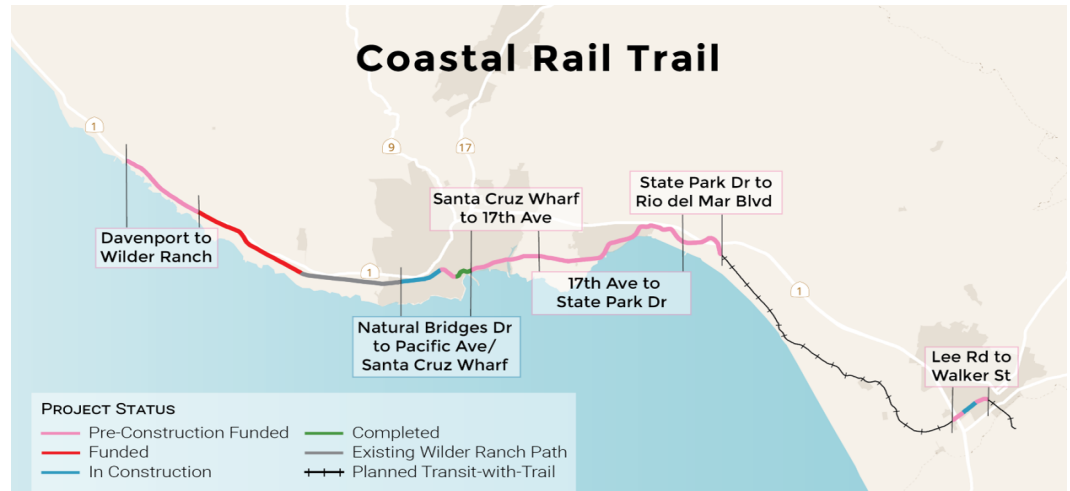 Coastal Rail Trail
1
9
17
State Park Dr to
Rio del Mar Blvd
Santa Cruz Wharf
to 17th Ave
Davenport to
Wilder Ranch
1
17th Ave to
State Park Dr
1
Natural Bridges Dr
to Pacific Ave/
Santa Cruz Wharf
Lee Rd to
Walker St
PROJECT STATUS
Pre-Construction Funded
Funded
In Construction
Completed
Existing Wilder Ranch Path
Planned Transit-with-Trail